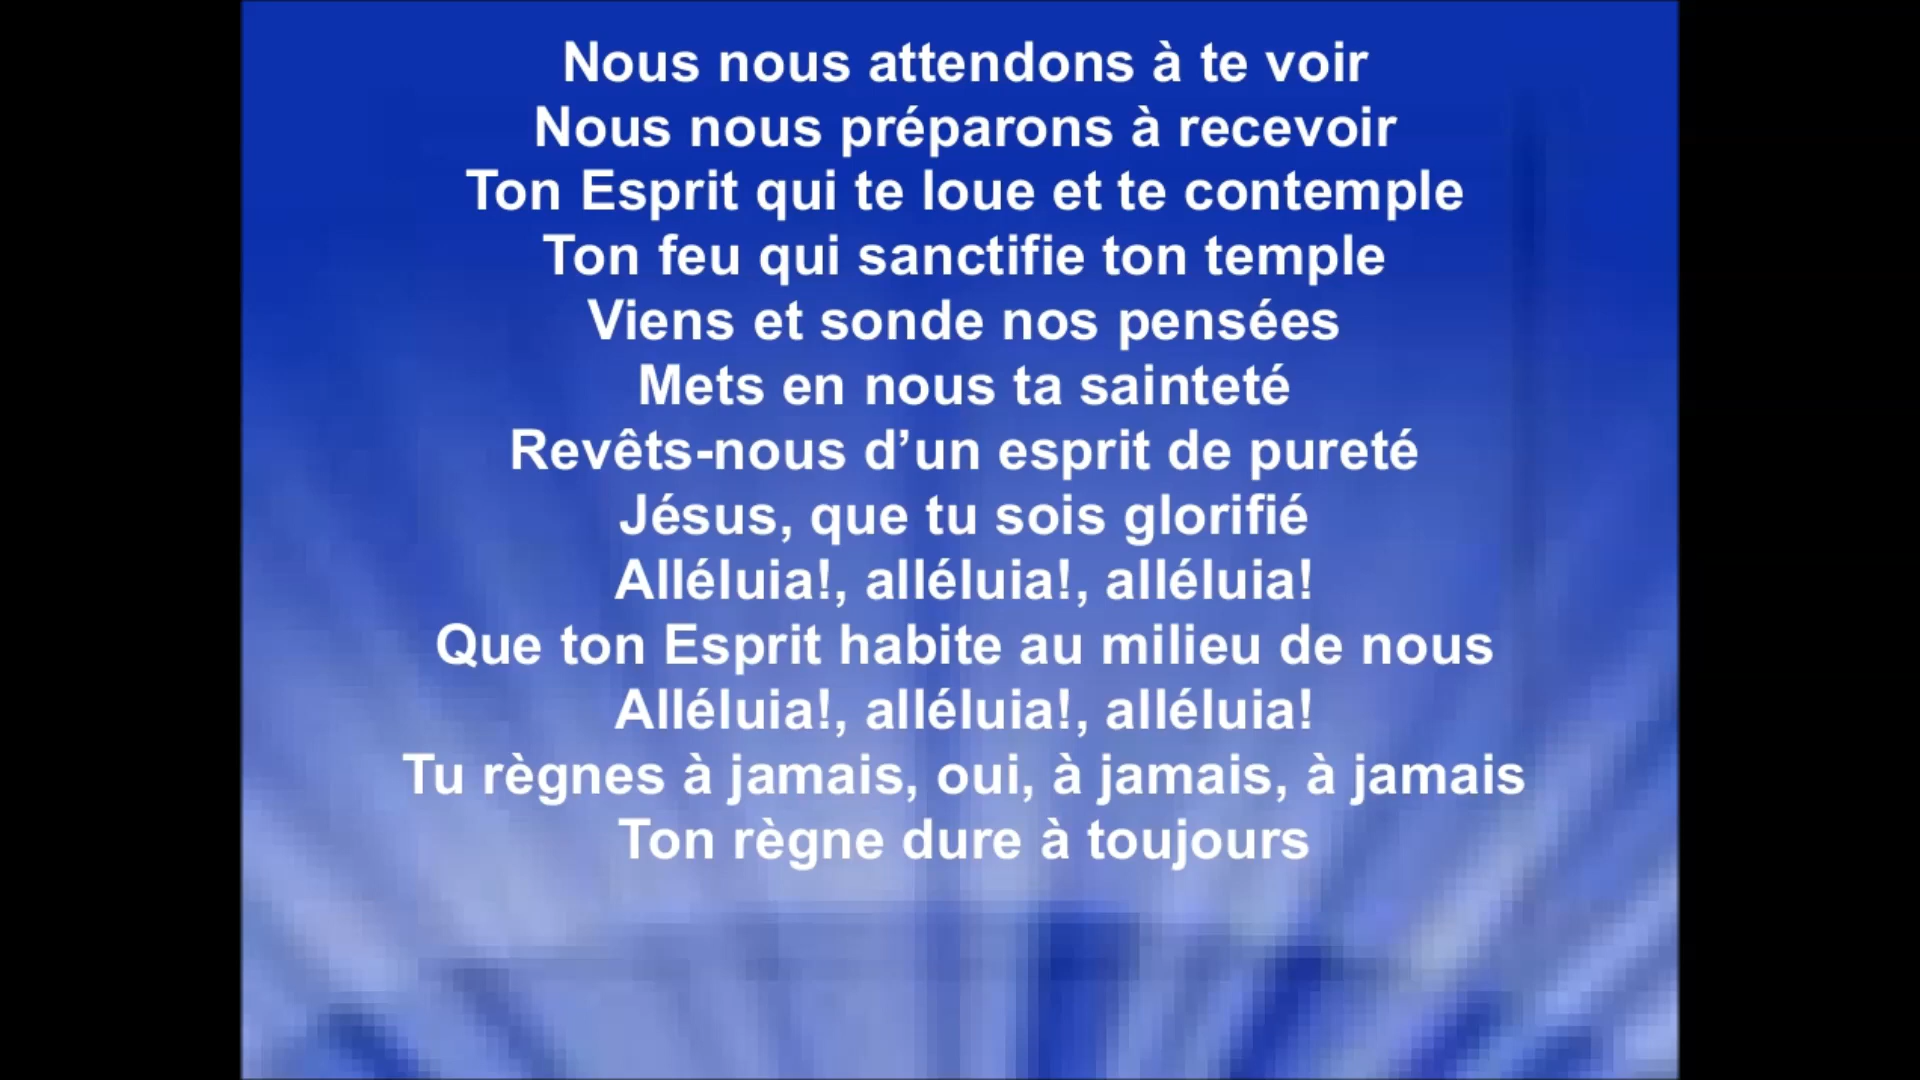 Nous nous attendons à te voir
Nous nous préparons à recevoir
Ton Esprit qui te loue et te contemple
Ton feu qui sanctifie ton temple
Viens et sonde nos pensées
Mets en nous ta sainteté
Revêts-nous d’un esprit de pureté
Jésus, que tu sois glorifié
Alléluia!, alléluia!, alléluia!
Que ton Esprit habite au milieu de nous
Alléluia!, alléluia!, alléluia!
Tu règnes à jamais, oui, à jamais, à jamais
Ton règne dure à toujours